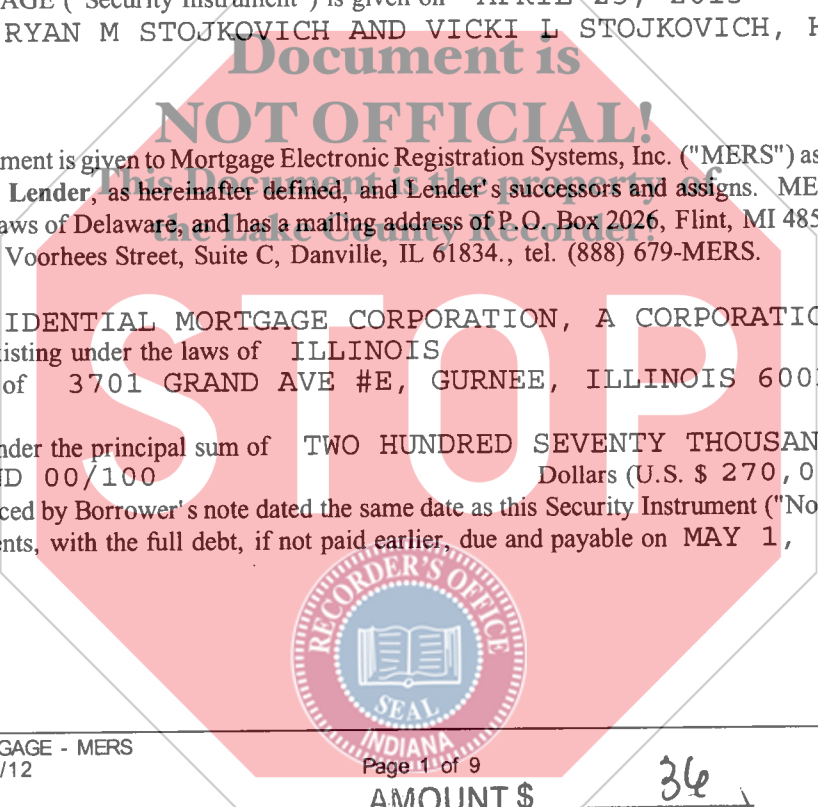 AGE ("Security Instrument") is given on APRIL 25, 2013
RYAN M STOJKOVICH AND VICKI L STOJKOVICH, H
Document is
NOT OFFICIAL!
ment is given to Mortgage Electronic Registration Systems, Inc. ("MERS") as
This Document is the property of
Lender, as hereinafter defined, and Lender's successors and assigns. ME
the Lake County Recorder!
aws of Delaware, and has a mailing address of P.O. Box 2026, Flint, MI 485
Voorhees Street, Suite C, Danville, IL 61834., tel. (888) 679-MERS.
STOP
IDENTIAL MORTGAGE CORPORATION, A CORPORATIO
isting under the laws of ILLINOIS
of 3701 GRAND AVE #E, GURNEE, ILLINOIS 600
nder the principal sum of TWO HUNDRED SEVENTY THOUSAN
ND 00/100 Dollars (U.S. $ 270,0
ced by Borrower's note dated the same date as this Security Instrument ("No
ents, with the full debt, if not paid earlier, due and payable on MAY 1,
RECORDER'S OFFICE
SEAL
INDIANA
GAGE - MERS
/12
Page 1 of 9
AMOUNT $ 36